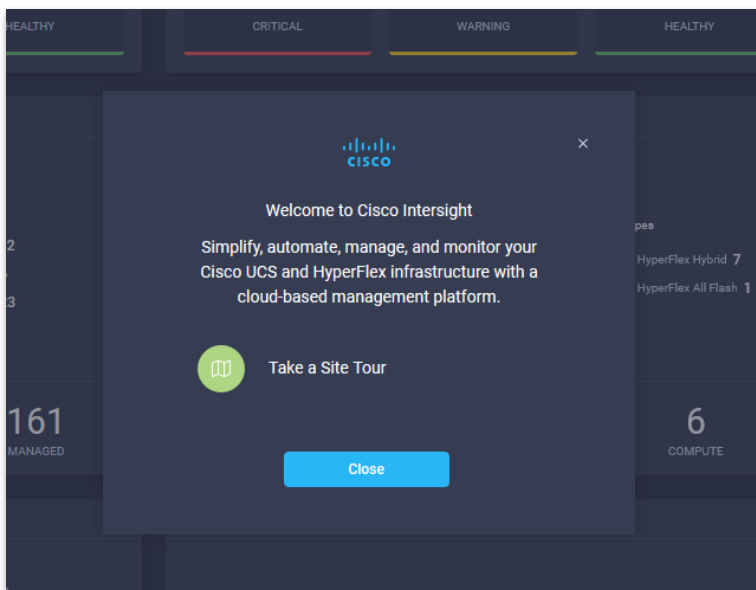 HEALTHY
CRITICAL
WARNING
HEALTHY
CISCO
Welcome to Cisco Intersight
Simplify, automate, manage, and monitor your
Cisco UCS and HyperFlex infrastructure with a
cloud-based management platform.
Take a Site Tour
Close
2
3
161
MANAGED
pes
HyperFlex Hybrid 7
HyperFlex All Flash 1
6
COMPUTE